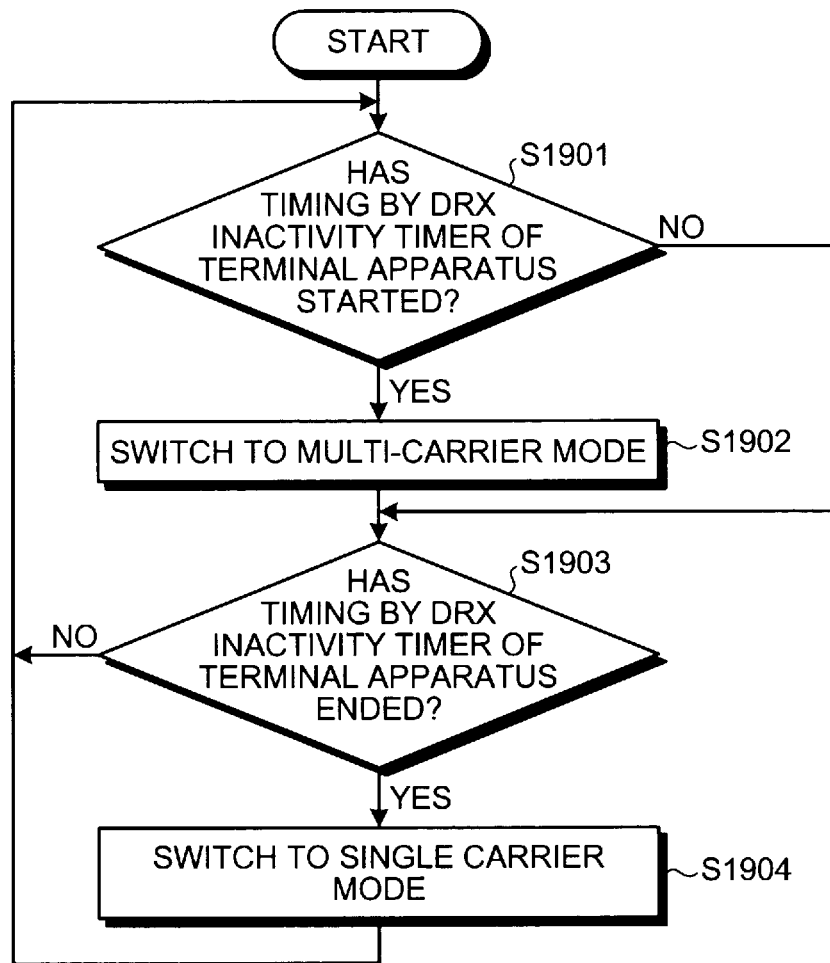 START
S1901
HAS
TIMING BY DRX
INACTIVITY TIMER OF
TERMINAL APPARATUS
STARTED?
NO
YES
SWITCH TO MULTI-CARRIER MODE
S1902
S1903
HAS
TIMING BY DRX
INACTIVITY TIMER OF
TERMINAL APPARATUS
ENDED?
NO
YES
SWITCH TO SINGLE CARRIER
MODE
S1904